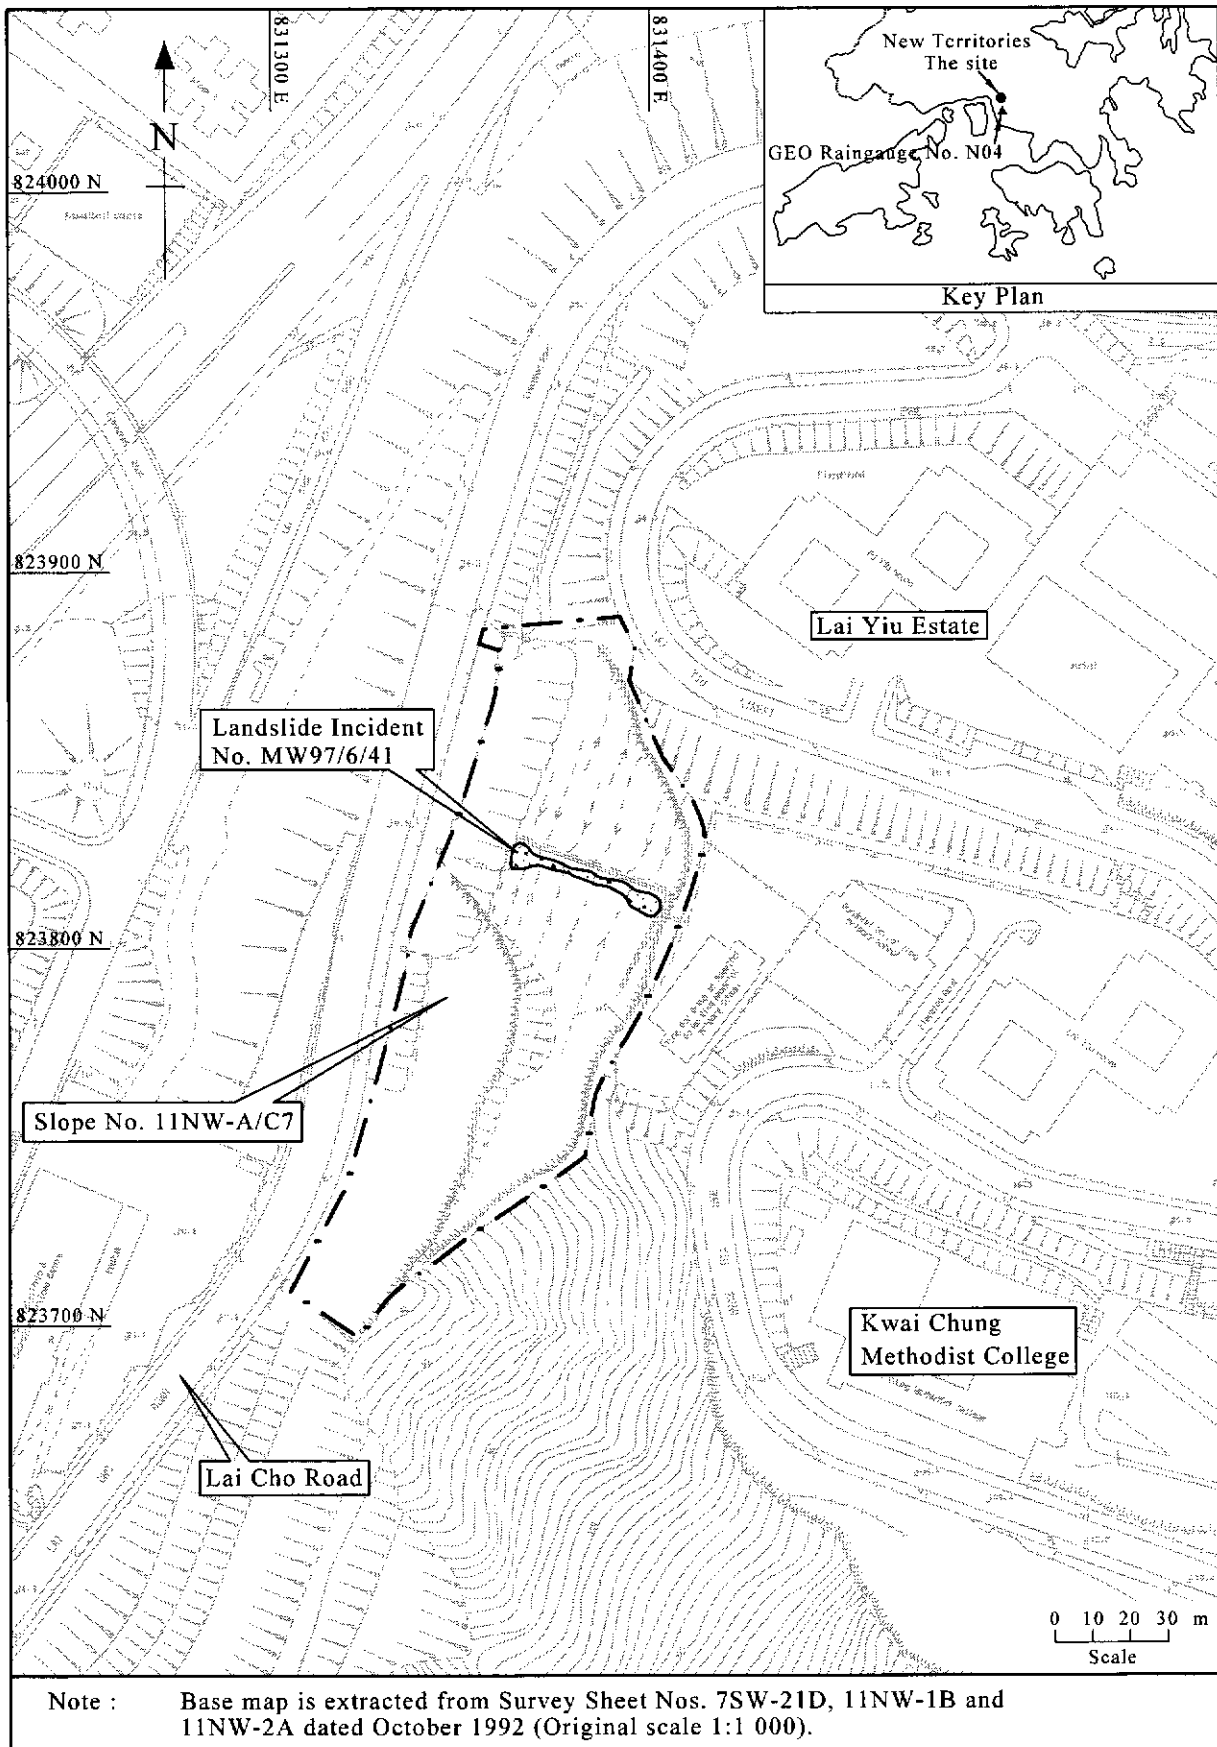 831300 E
831400 E
New Territories
The site
GEO Raingauge No. N04
Key Plan
N
824000 N
823900 N
Lai Yiu Estate
Landslide Incident
No. MW97/6/41
823800 N
Slope No. 11NW-A/C7
823700 N
Kwai Chung
Methodist College
Lai Cho Road
0 10 20 30 m
Scale
Note : Base map is extracted from Survey Sheet Nos. 7SW-21D, 11NW-1B and
11NW-2A dated October 1992 (Original scale 1:1 000).